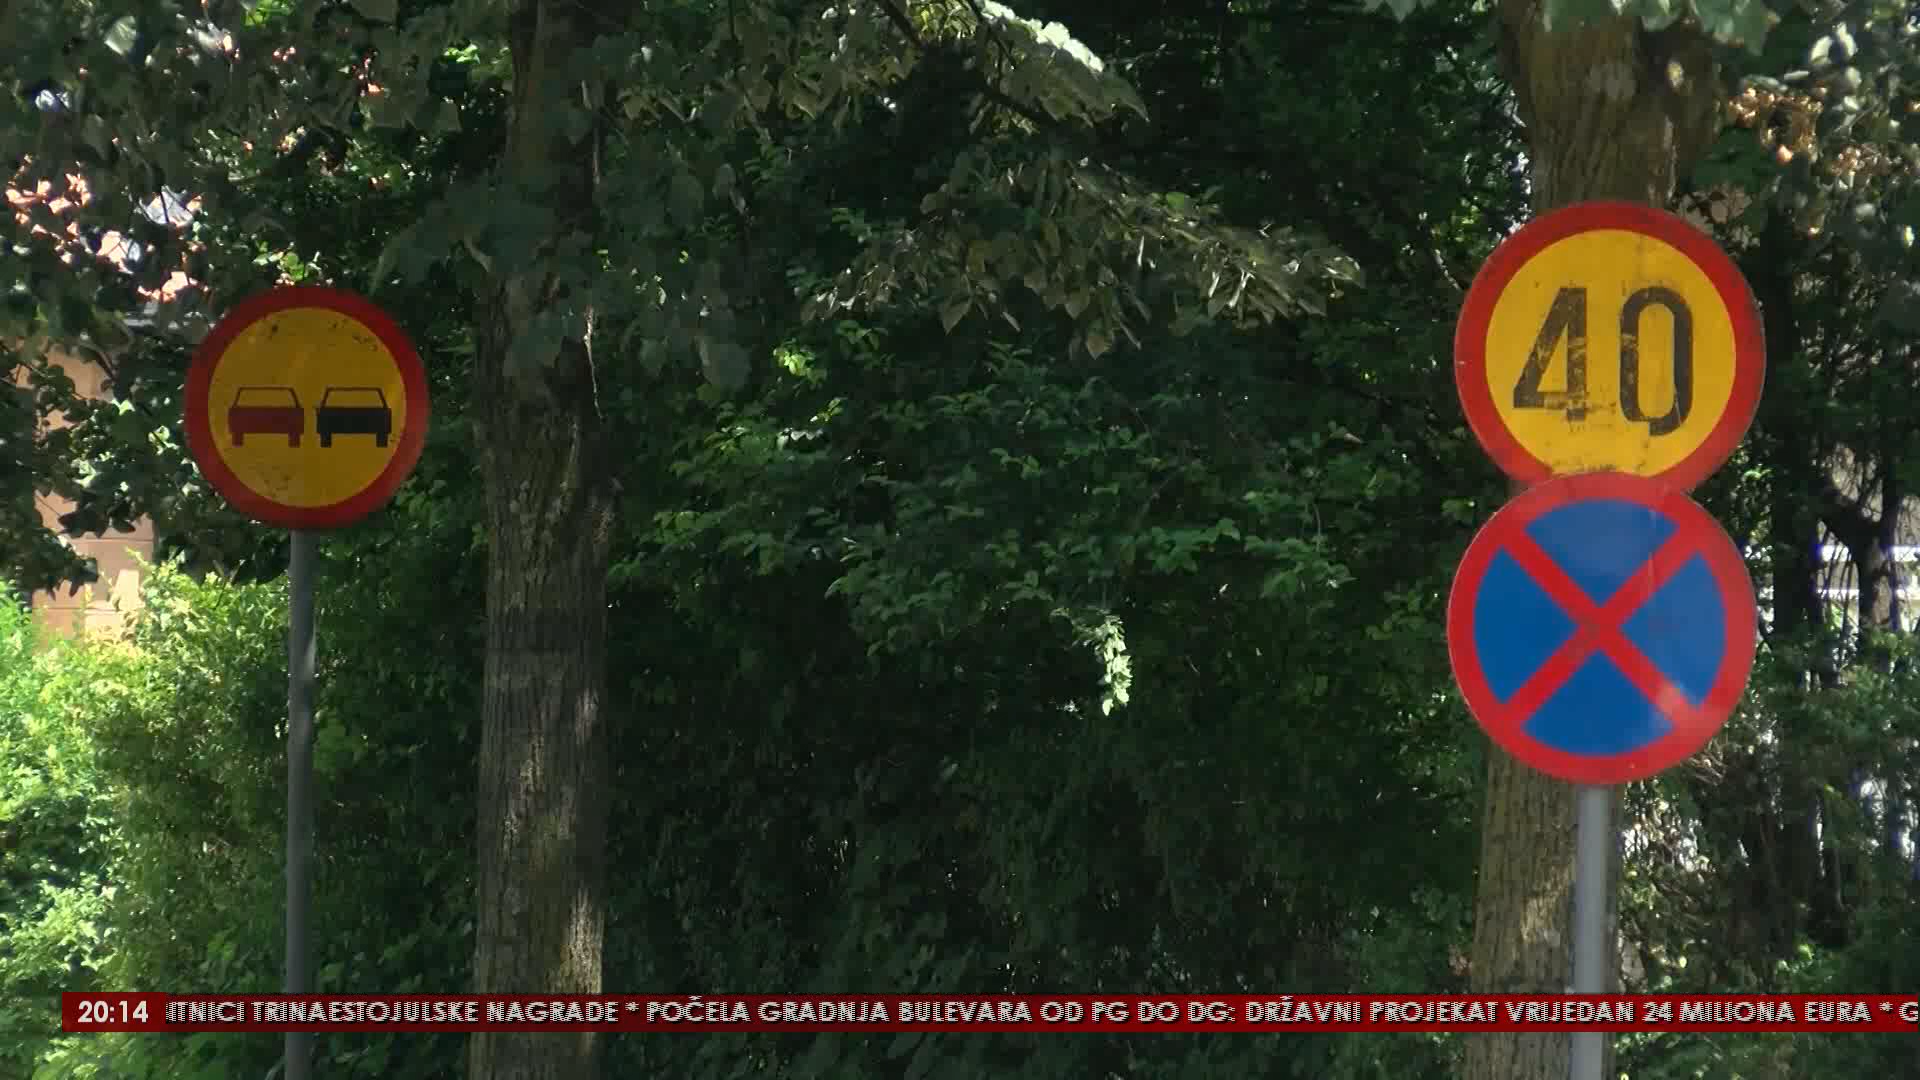 40
20:14 ITNICI TRINAESTOJULSKE NAGRADE * POČELA GRADNJA BULEVARA OD PG DO DG: DRŽAVNI PROJEKAT VRIJEDAN 24 MILIONA EURA * G